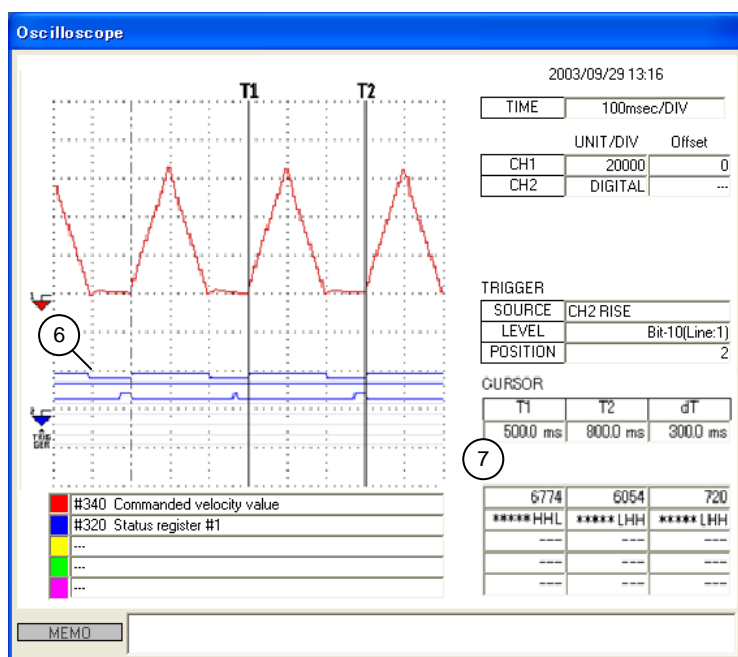 Oscilloscope
2003/09/29 13:16
T1 T2
TIME 100msec/DIV
UNIT/DIV Offset
CH1 20000 0
CH2 DIGITAL ---
TRIGGER
SOURCE CH2 RISE
LEVEL Bit-10(Line:1)
POSITION 2
6
CURSOR
T1 T2 dT
500.0 ms 800.0 ms 300.0 ms
TRIG
GER
7
6774 6054 720
*****HHL *****LHH *****LHH
--- --- ---
--- --- ---
--- --- ---
#340 Commanded velocity value
#320 Status register #1
---
---
---
MEMO